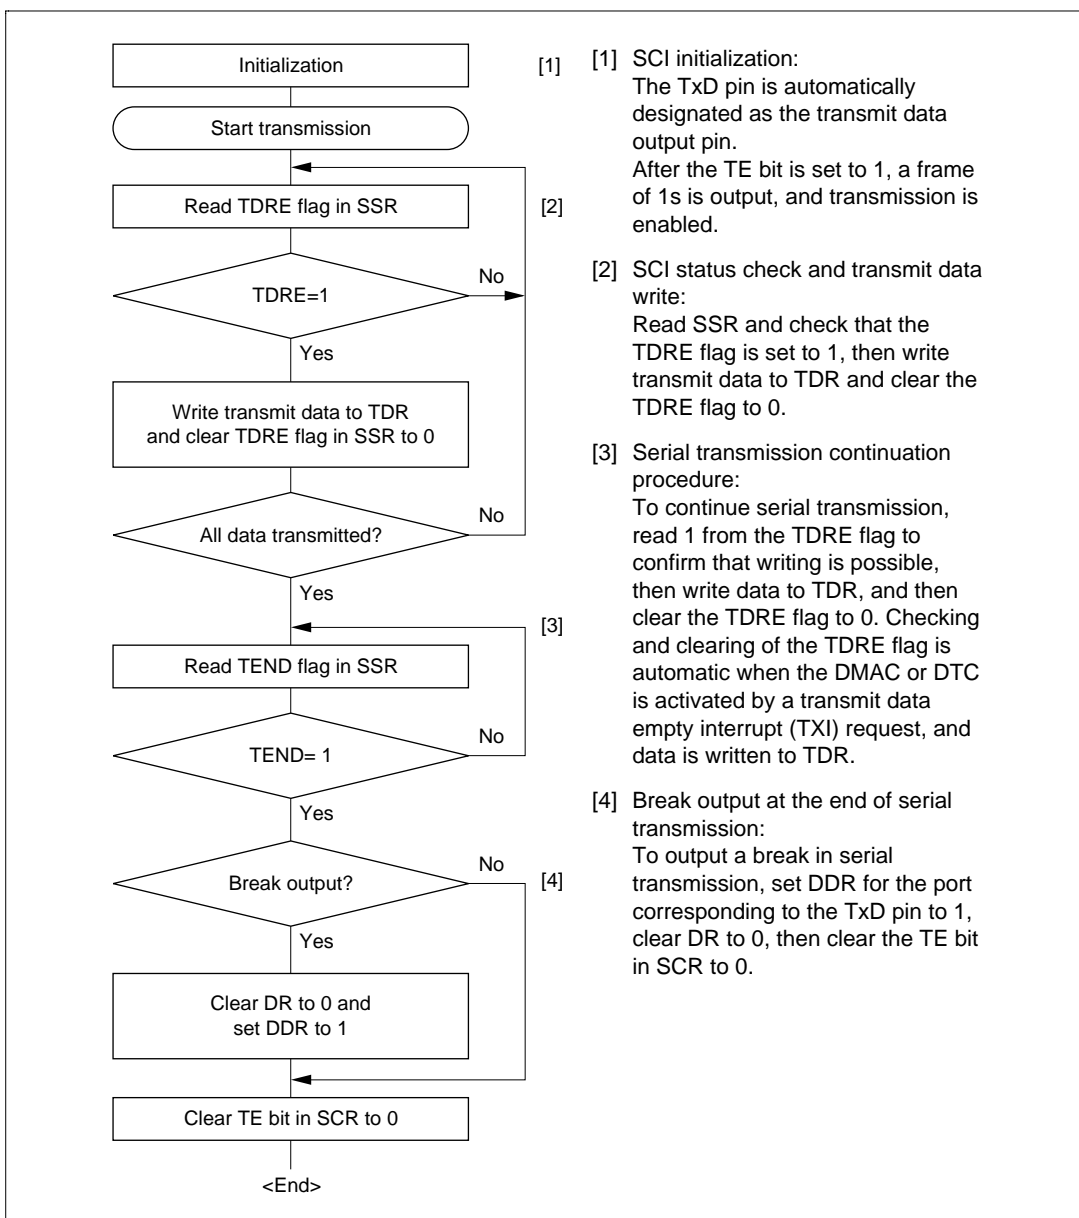 Initialization
[1]
Start transmission
Read TDRE flag in SSR
[2]
No
TDRE=1
Yes
Write transmit data to TDR
and clear TDRE flag in SSR to 0
No
All data transmitted?
Yes
[3]
Read TEND flag in SSR
No
TEND= 1
Yes
No
Break output?
[4]
Yes
Clear DR to 0 and
set DDR to 1
Clear TE bit in SCR to 0
<End>
[1] SCI initialization:
The TxD pin is automatically
designated as the transmit data
output pin.
After the TE bit is set to 1, a frame
of 1s is output, and transmission is
enabled.
[2] SCI status check and transmit data
write:
Read SSR and check that the
TDRE flag is set to 1, then write
transmit data to TDR and clear the
TDRE flag to 0.
[3] Serial transmission continuation
procedure:
To continue serial transmission,
read 1 from the TDRE flag to
confirm that writing is possible,
then write data to TDR, and then
clear the TDRE flag to 0. Checking
and clearing of the TDRE flag is
automatic when the DMAC or DTC
is activated by a transmit data
empty interrupt (TXI) request, and
data is written to TDR.
[4] Break output at the end of serial
transmission:
To output a break in serial
transmission, set DDR for the port
corresponding to the TxD pin to 1,
clear DR to 0, then clear the TE bit
in SCR to 0.